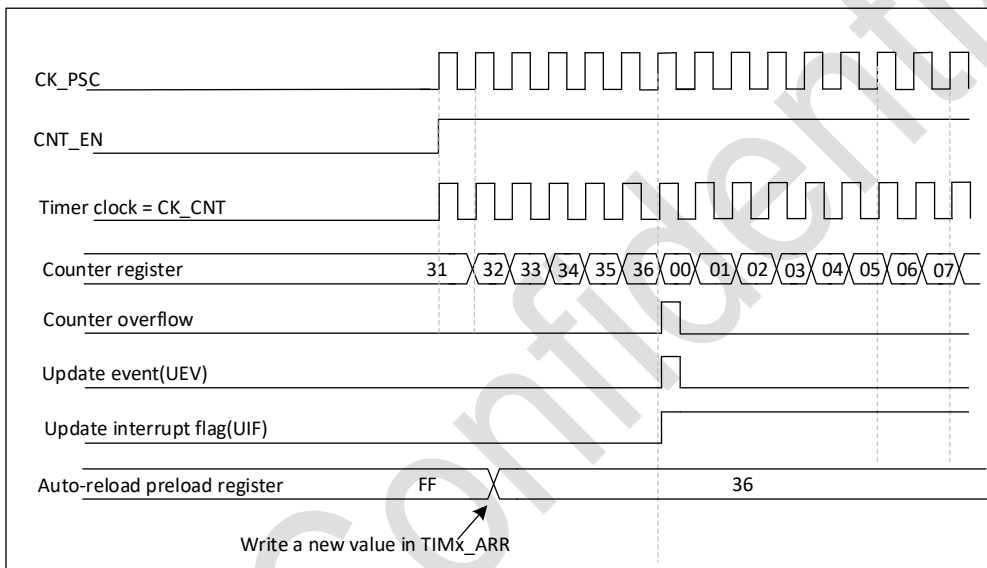 CK_PSC
CNT_EN
Timer clock = CK_CNT
Counter register 31 32 33 34 35 36 00 01 02 03 04 05 06 07
Counter overflow
Update event(UEV)
Update interrupt flag(UIF)
Auto-reload preload register FF 36
Write a new value in TIMx_ARR
Confidenti